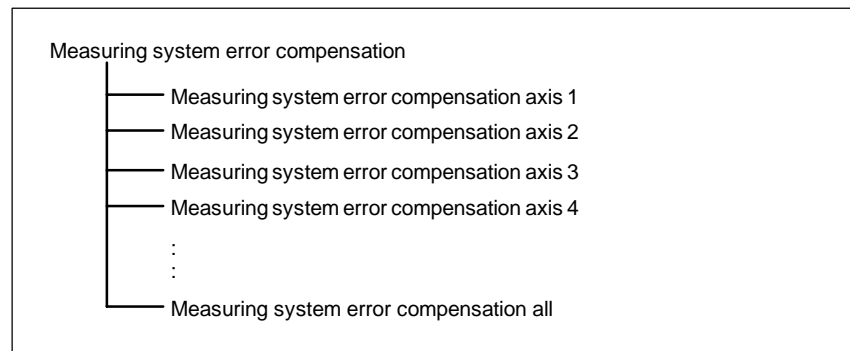 Measuring system error compensation
Measuring system error compensation axis 1
Measuring system error compensation axis 2
Measuring system error compensation axis 3
Measuring system error compensation axis 4
:
:
Measuring system error compensation all